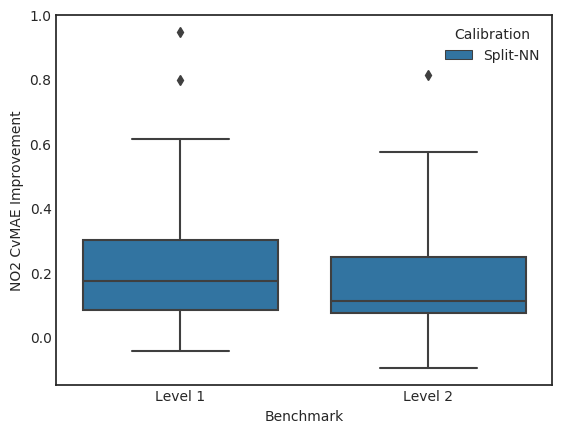 1.0
0.8
0.6
0.4
0.2
0.0
NO2 CvMAE Improvement
Calibration
Split-NN
Level 1
Level 2
Benchmark